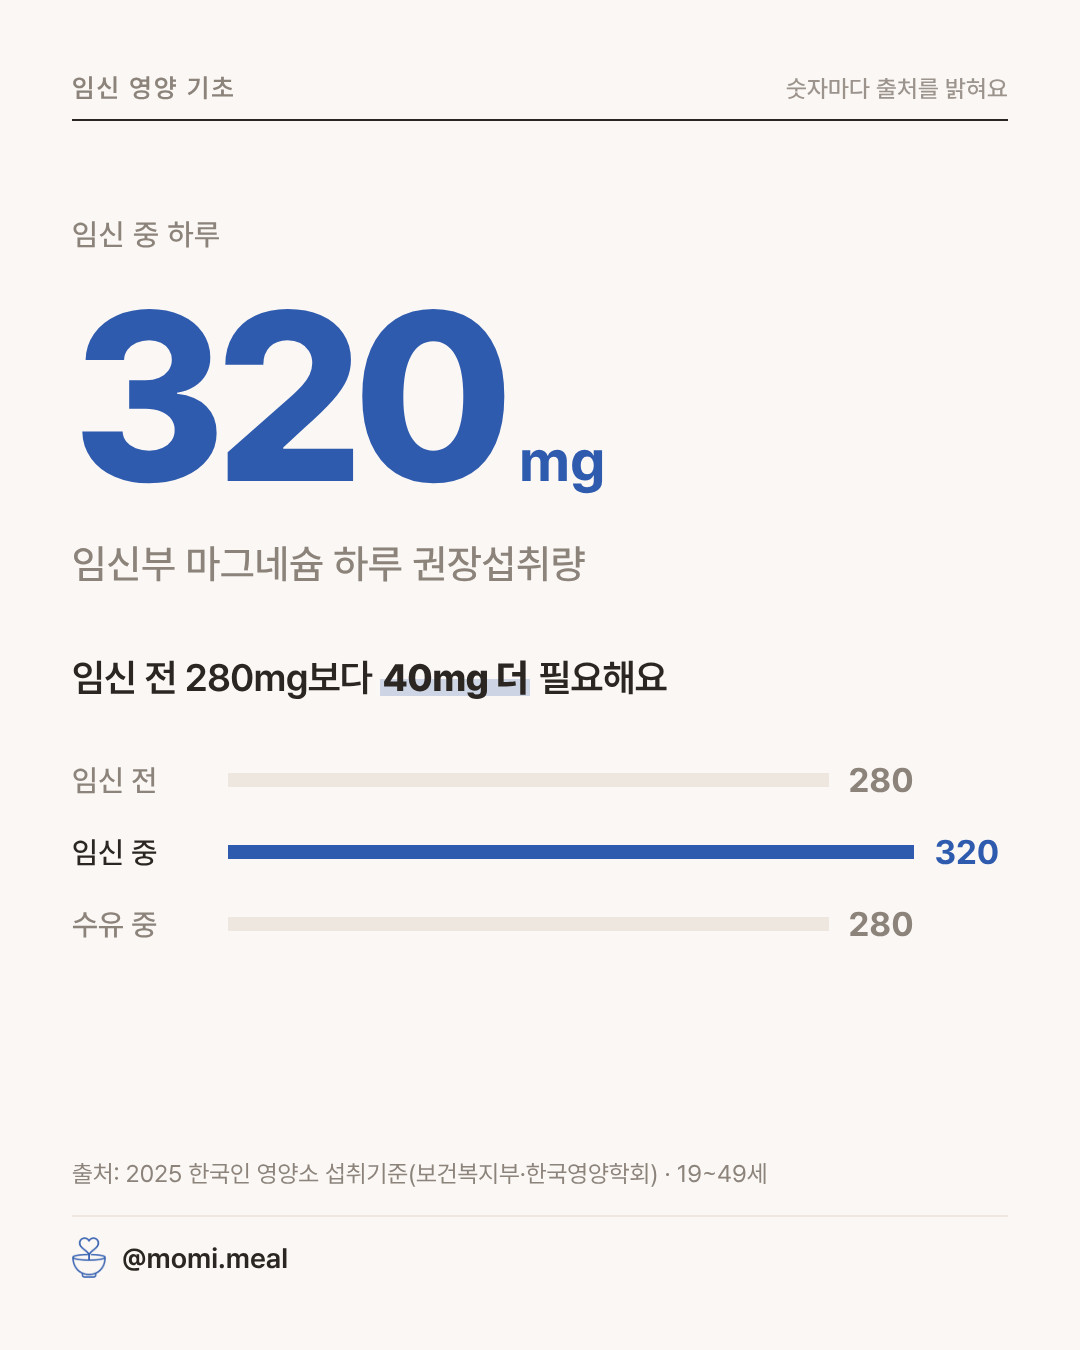 임신 영양 기초
숫자마다 출처를 밝혀요
임신 중 하루
320 mg
임신부 마그네슘 하루 권장섭취량
임신 전 280mg보다 40mg 더 필요해요
임신 전 280
임신 중 320
수유 중 280
출처: 2025 한국인 영양소 섭취기준(보건복지부·한국영양학회) · 19~49세
@momi.meal